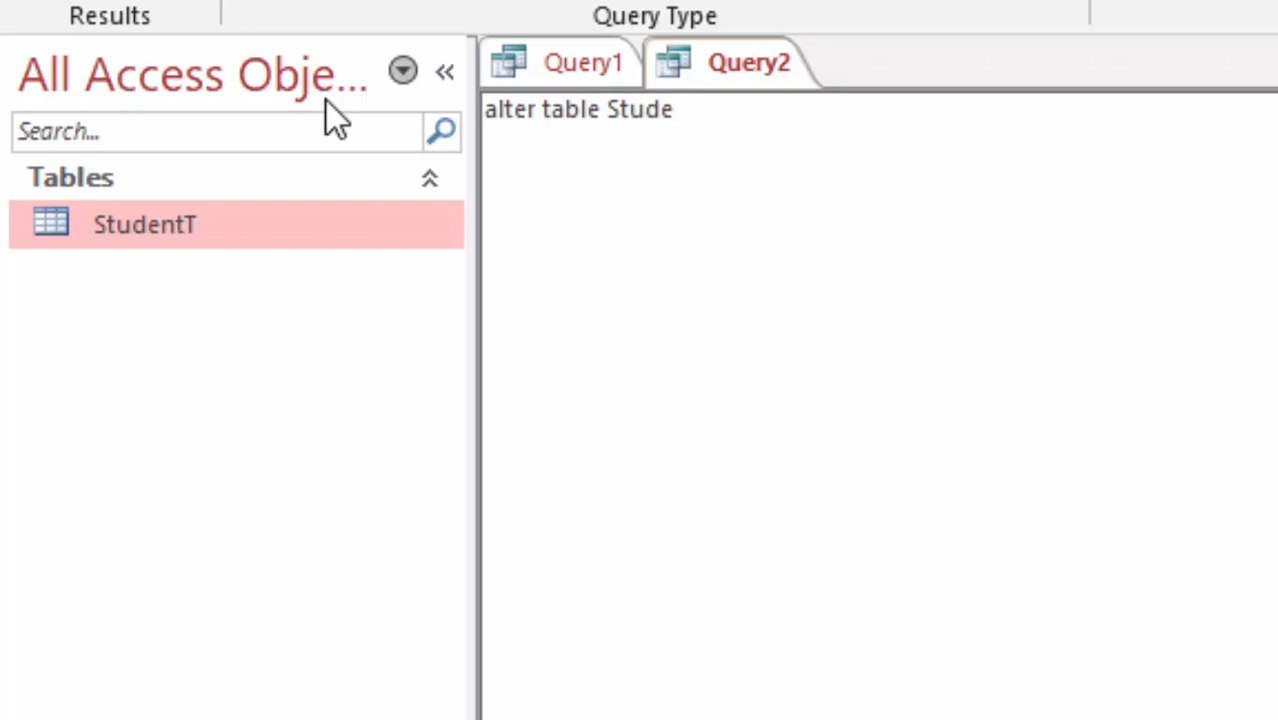 Results
Query Type
All Access Obje...
Query1
Query2
Search...
alter table Stude
Tables
StudentT